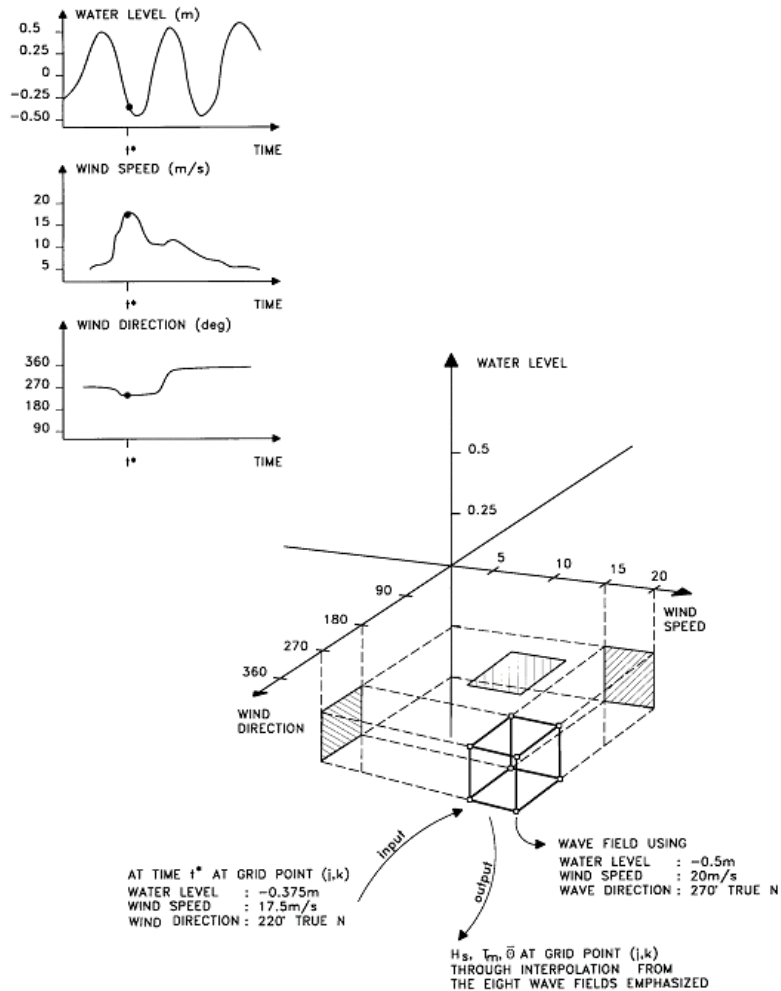 WATER LEVEL (m)
0.5
0.25
0
-0.25
-0.50
t*
TIME
WIND SPEED (m/s)
20
15
10
5
t*
TIME
WIND DIRECTION (deg)
360
270
180
90
t*
TIME
WATER LEVEL
0.5
0.25
5
10
15
20
WIND
SPEED
90
180
270
360
WIND
DIRECTION
input
output
AT TIME t* AT GRID POINT (j,k)
WATER LEVEL : -0.375m
WIND SPEED : 17.5m/s
WIND DIRECTION : 220° TRUE N
WAVE FIELD USING
WATER LEVEL : -0.5m
WIND SPEED : 20m/s
WAVE DIRECTION : 270° TRUE N
Hs, Tm, Θ̄ AT GRID POINT (j,k)
THROUGH INTERPOLATION FROM
THE EIGHT WAVE FIELDS EMPHASIZED